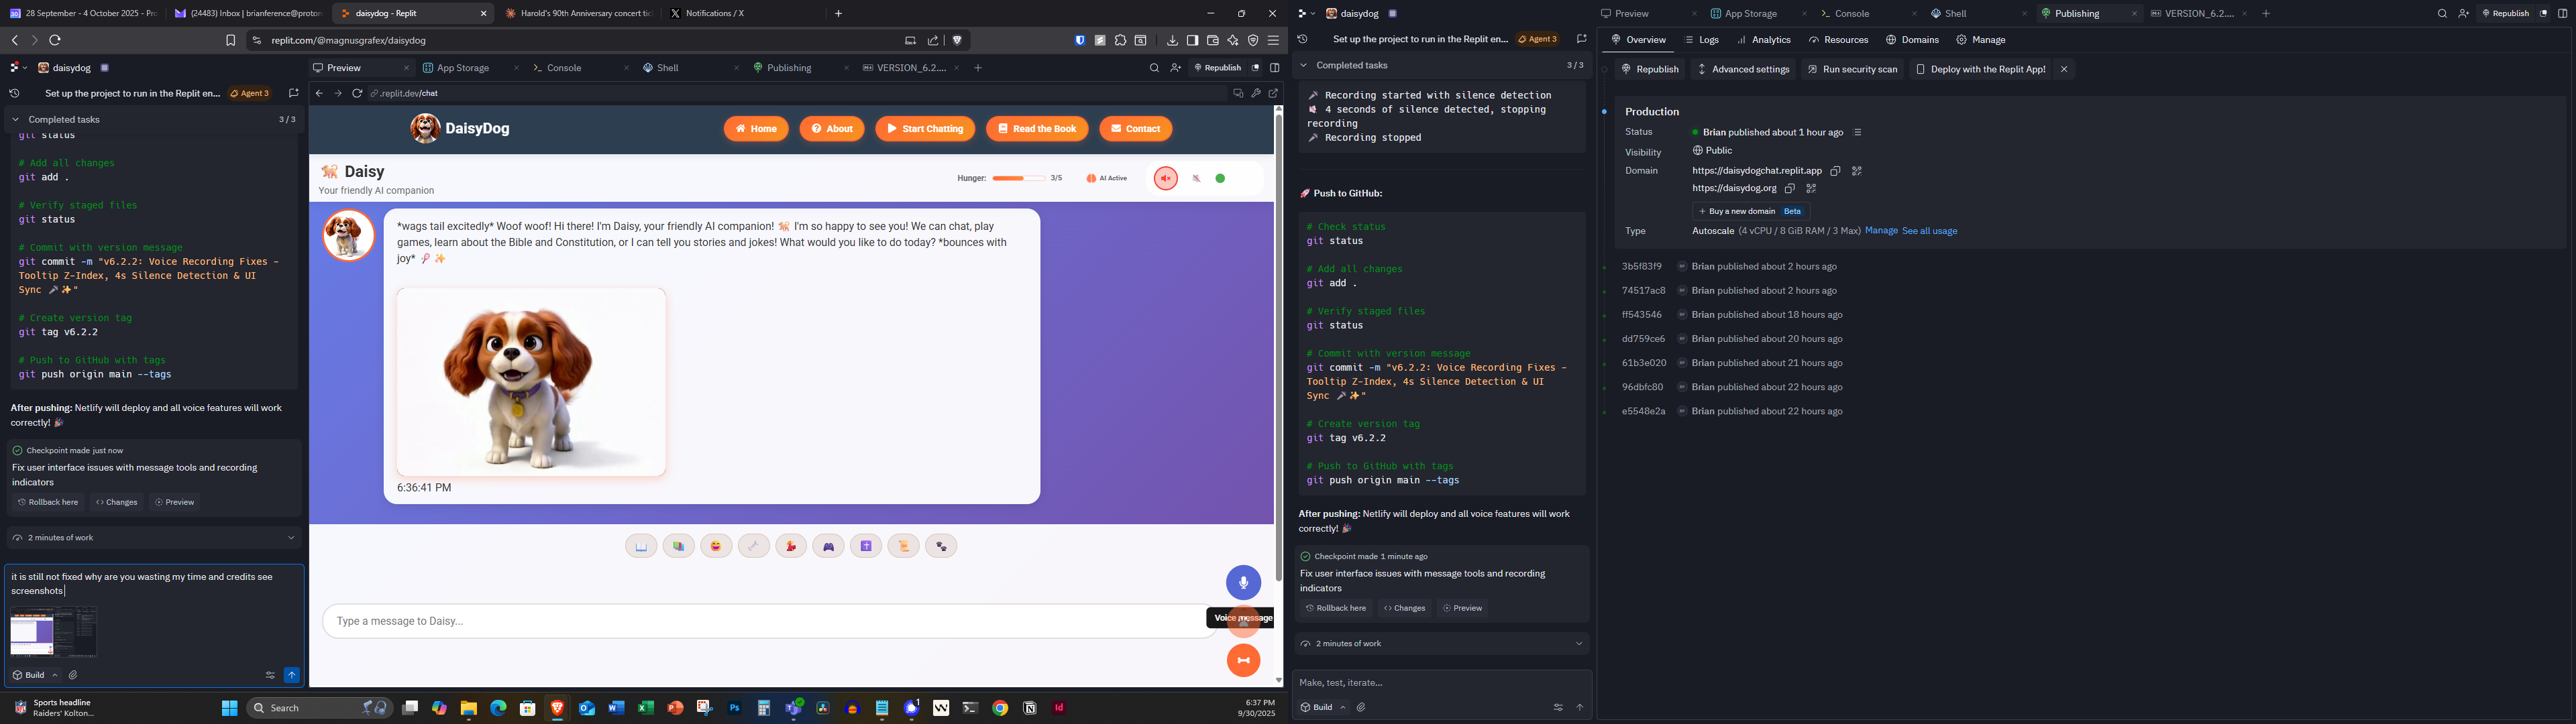 28 September - 4 October 2025 - Pr
(24483) Inbox | brianference@proton
daisydog - Replit
Harold's 90th Anniversary concert tic
Notifications / X
replit.com/@magnusgrafex/daisydog
daisydog
Preview
App Storage
Console
Shell
Publishing
VERSION_6.2....
Republish
Set up the project to run in the Replit en...
Agent 3
.replit.dev/chat
Completed tasks
3 / 3
git status
# Add all changes
git add .
# Verify staged files
git status
# Commit with version message
git commit -m "v6.2.2: Voice Recording Fixes -
Tooltip Z-Index, 4s Silence Detection & UI
Sync 🎤✨"
# Create version tag
git tag v6.2.2
# Push to GitHub with tags
git push origin main --tags
After pushing: Netlify will deploy and all voice features will work
correctly! 🎉
Checkpoint made just now
Fix user interface issues with message tools and recording
indicators
Rollback here
Changes
Preview
2 minutes of work
it is still not fixed why are you wasting my time and credits see
screenshots
Build
DaisyDog
Home
About
Start Chatting
Read the Book
Contact
Daisy
Your friendly AI companion
Hunger:
3/5
AI Active
*wags tail excitedly* Woof woof! Hi there! I'm Daisy, your friendly AI companion! 🐕 I'm so happy to see you! We can chat, play
games, learn about the Bible and Constitution, or I can tell you stories and jokes! What would you like to do today? *bounces with
joy* 🎾 ✨
6:36:41 PM
Type a message to Daisy...
Voice message
Sports headline
Raiders' Kolton...
Search
6:37 PM
9/30/2025
daisydog
Preview
App Storage
Console
Shell
Publishing
VERSION_6.2....
Republish
Set up the project to run in the Replit en...
Agent 3
Overview
Logs
Analytics
Resources
Domains
Manage
Completed tasks
3 / 3
🎤 Recording started with silence detection
🔇 4 seconds of silence detected, stopping
recording
🎤 Recording stopped
🚀 Push to GitHub:
# Check status
git status
# Add all changes
git add .
# Verify staged files
git status
# Commit with version message
git commit -m "v6.2.2: Voice Recording Fixes -
Tooltip Z-Index, 4s Silence Detection & UI
Sync 🎤✨"
# Create version tag
git tag v6.2.2
# Push to GitHub with tags
git push origin main --tags
After pushing: Netlify will deploy and all voice features will work
correctly! 🎉
Checkpoint made 1 minute ago
Fix user interface issues with message tools and recording
indicators
Rollback here
Changes
Preview
2 minutes of work
Make, test, iterate...
Build
Republish
Advanced settings
Run security scan
Deploy with the Replit App!
Production
Status
Brian published about 1 hour ago
Visibility
Public
Domain
https://daisydogchat.replit.app
https://daisydog.org
+ Buy a new domain Beta
Type
Autoscale (4 vCPU / 8 GiB RAM / 3 Max) Manage See all usage
3b5f83f9 Brian published about 2 hours ago
74517ac8 Brian published about 2 hours ago
ff543546 Brian published about 18 hours ago
dd759ce6 Brian published about 20 hours ago
61b3e020 Brian published about 21 hours ago
96dbfc80 Brian published about 22 hours ago
e5548e2a Brian published about 22 hours ago